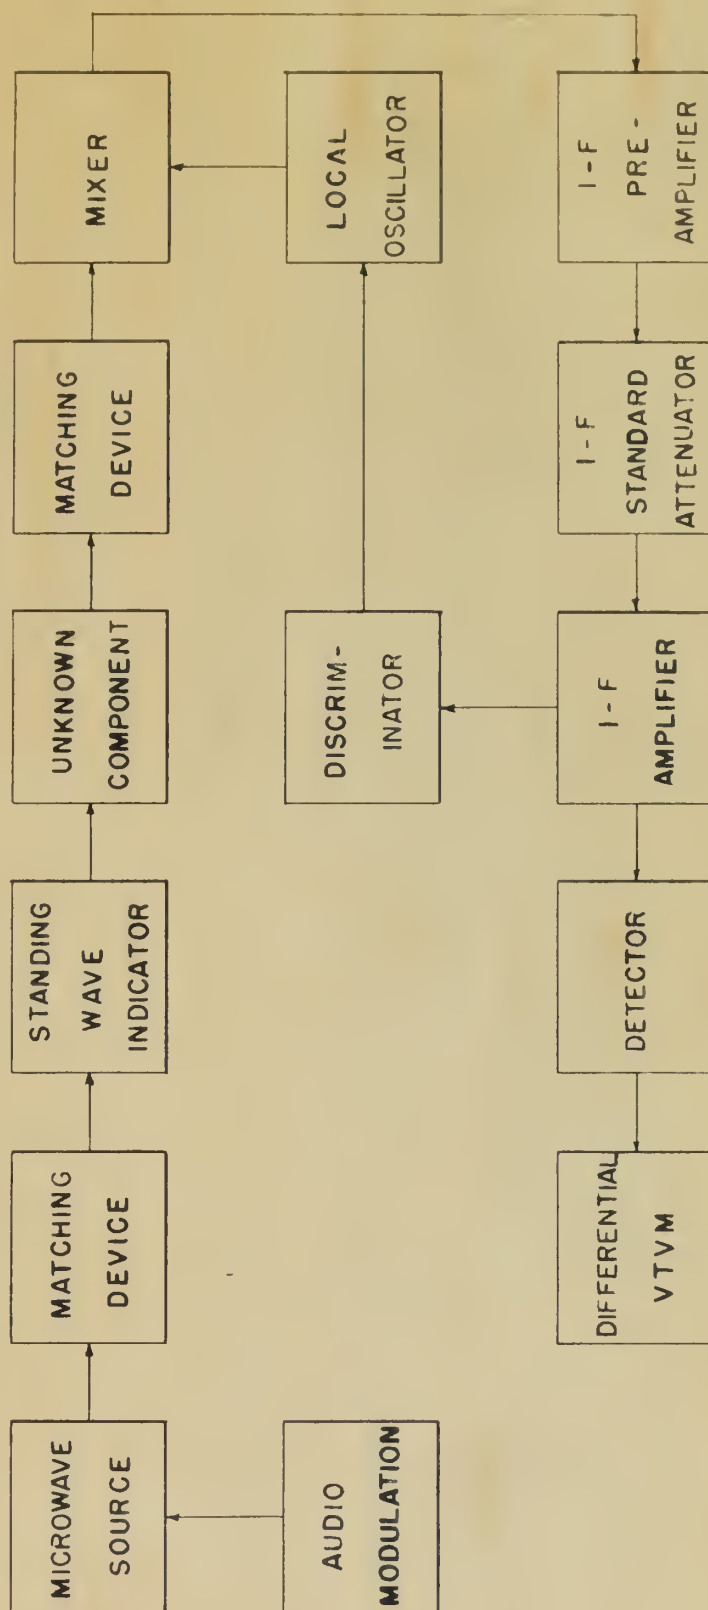 MICROWAVE
SOURCE
MATCHING
DEVICE
STANDING
WAVE
INDICATOR
UNKNOWN
COMPONENT
MATCHING
DEVICE
MIXER
AUDIO
MODULATION
DISCRIM-
INATOR
LOCAL
OSCILLATOR
DIFFERENTIAL
VTVM
DETECTOR
I-F
AMPLIFIER
I-F
STANDARD
ATTENUATOR
I-F
PRE-
AMPLIFIER